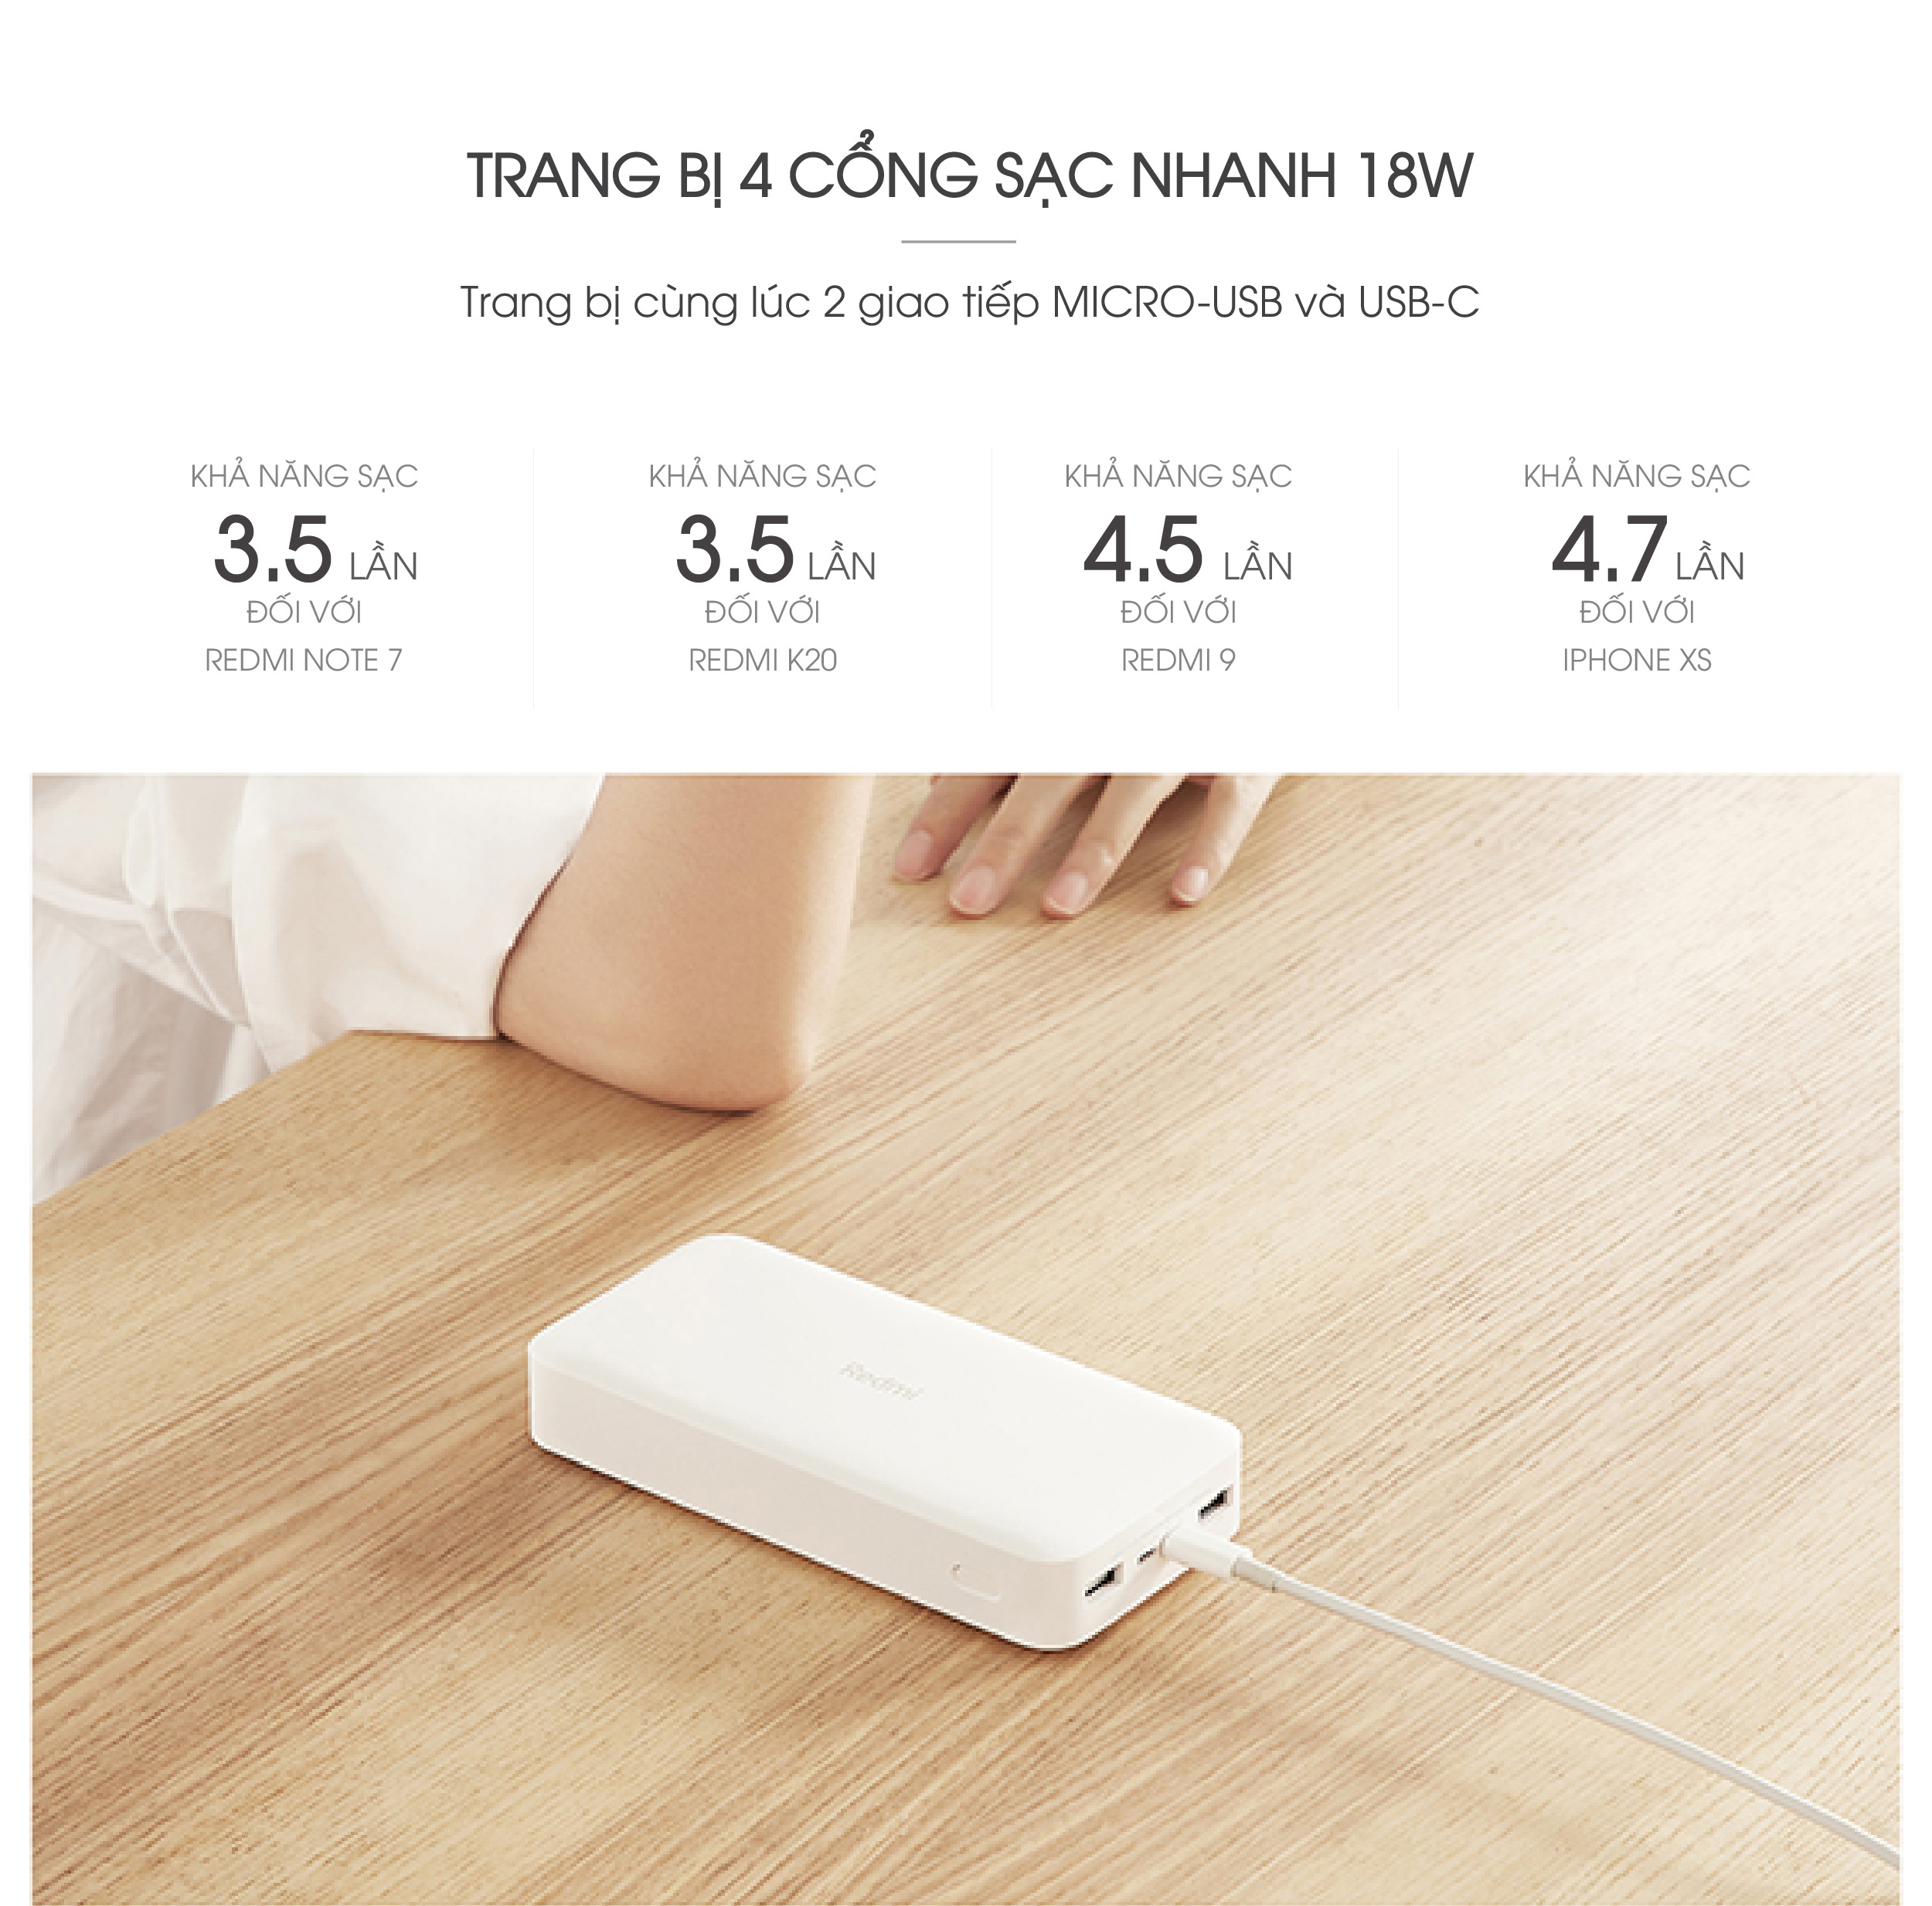 TRANG BỊ 4 CỔNG SẠC NHANH 18W
Trang bị cùng lúc 2 giao tiếp MICRO-USB và USB-C
KHẢ NĂNG SẠC
3.5 LẦN
ĐỐI VỚI
REDMI NOTE 7
KHẢ NĂNG SẠC
3.5 LẦN
ĐỐI VỚI
REDMI K20
KHẢ NĂNG SẠC
4.5 LẦN
ĐỐI VỚI
REDMI 9
KHẢ NĂNG SẠC
4.7 LẦN
ĐỐI VỚI
IPHONE XS
Redmi